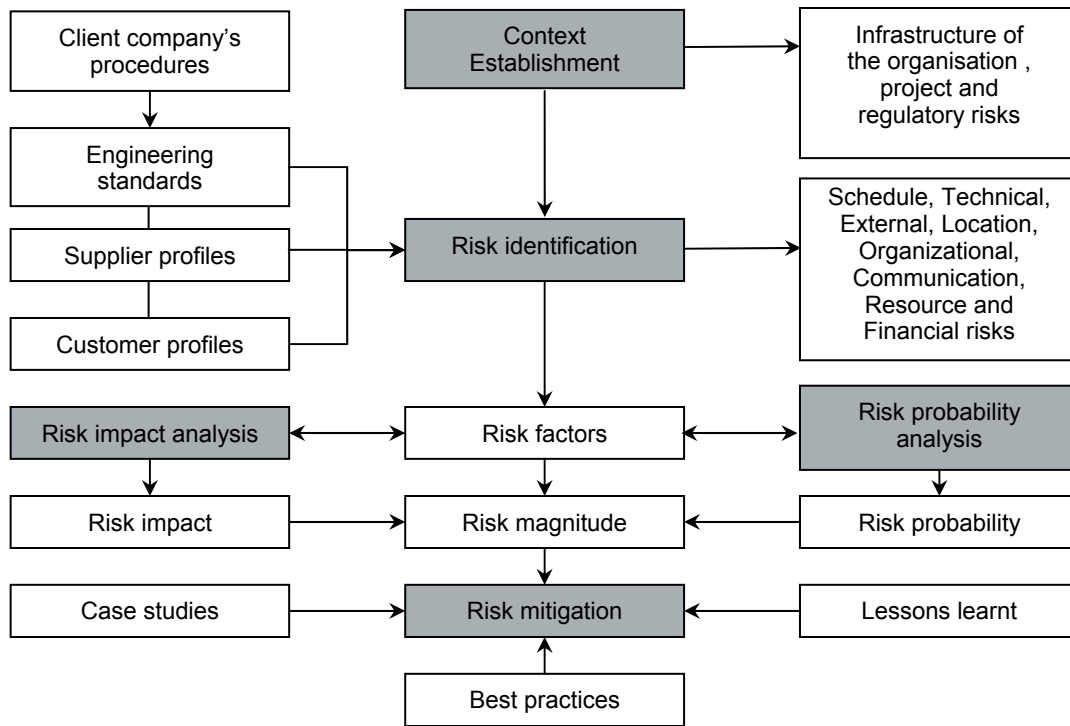 Client company’s
procedures
Context
Establishment
Infrastructure of
the organisation ,
project and
regulatory risks
Engineering
standards
Supplier profiles
Customer profiles
Risk identification
Schedule, Technical,
External, Location,
Organizational,
Communication,
Resource and
Financial risks
Risk impact analysis
Risk factors
Risk probability
analysis
Risk impact
Risk magnitude
Risk probability
Case studies
Risk mitigation
Lessons learnt
Best practices